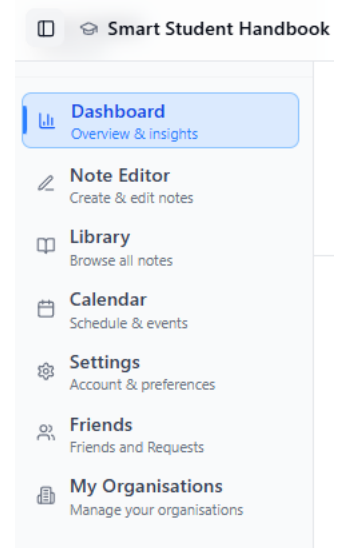 Smart Student Handbook
Dashboard
Overview & insights
Note Editor
Create & edit notes
Library
Browse all notes
Calendar
Schedule & events
Settings
Account & preferences
Friends
Friends and Requests
My Organisations
Manage your organisations